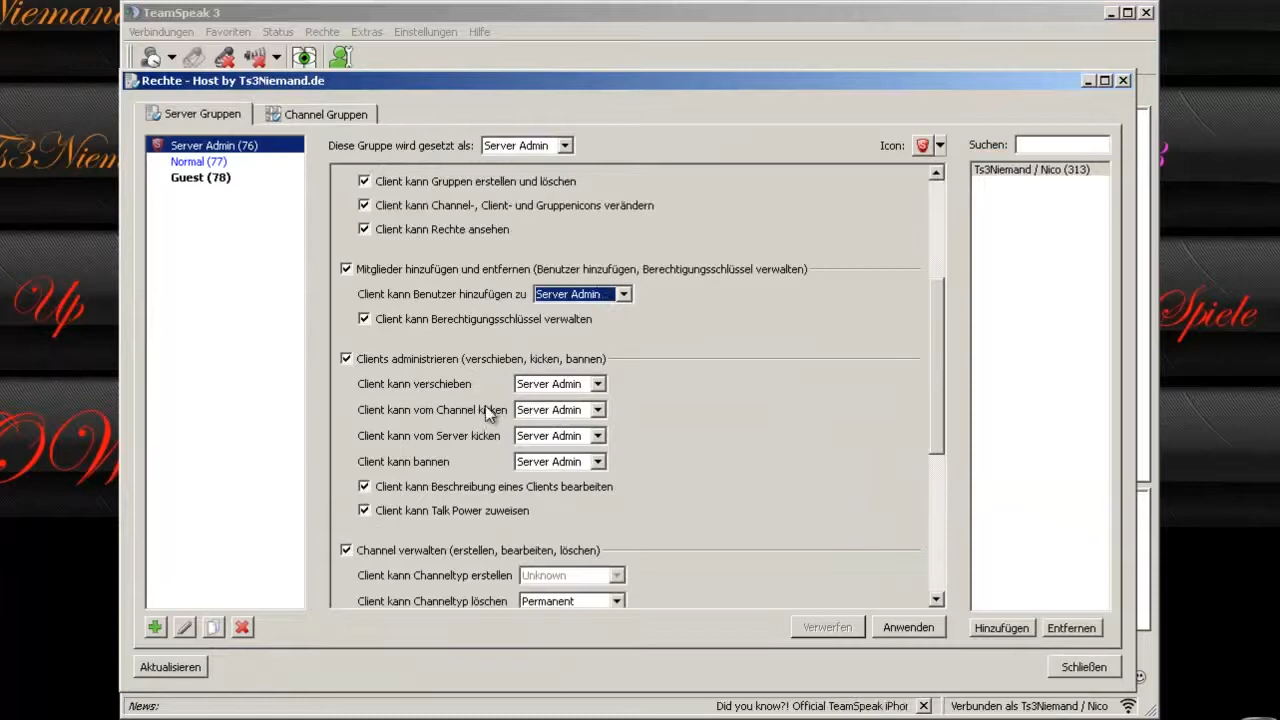 Niemand
TeamSpeak 3
Verbindungen Favoriten Status Rechte Extras Einstellungen Hilfe
Rechte - Host by Ts3Niemand.de
Server Gruppen Channel Gruppen
Server Admin (76)
Normal (77)
Guest (78)
Diese Gruppe wird gesetzt als: Server Admin Icon:
Suchen:
Ts3Niemand / Nico (313)
Client kann Gruppen erstellen und löschen
Client kann Channel-, Client- und Gruppenicons verändern
Client kann Rechte ansehen
Mitglieder hinzufügen und entfernen (Benutzer hinzufügen, Berechtigungsschlüssel verwalten)
Client kann Benutzer hinzufügen zu Server Admin
Client kann Berechtigungsschlüssel verwalten
Clients administrieren (verschieben, kicken, bannen)
Client kann verschieben Server Admin
Client kann vom Channel kicken Server Admin
Client kann vom Server kicken Server Admin
Client kann bannen Server Admin
Client kann Beschreibung eines Clients bearbeiten
Client kann Talk Power zuweisen
Channel verwalten (erstellen, bearbeiten, löschen)
Client kann Channeltyp erstellen Unknown
Client kann Channeltyp löschen Permanent
Verwerfen Anwenden Hinzufügen Entfernen
Aktualisieren Schließen
News: Did you know?! Official TeamSpeak iPhor Verbunden als Ts3Niemand / Nico
Ts3Niem
Up
Spiele